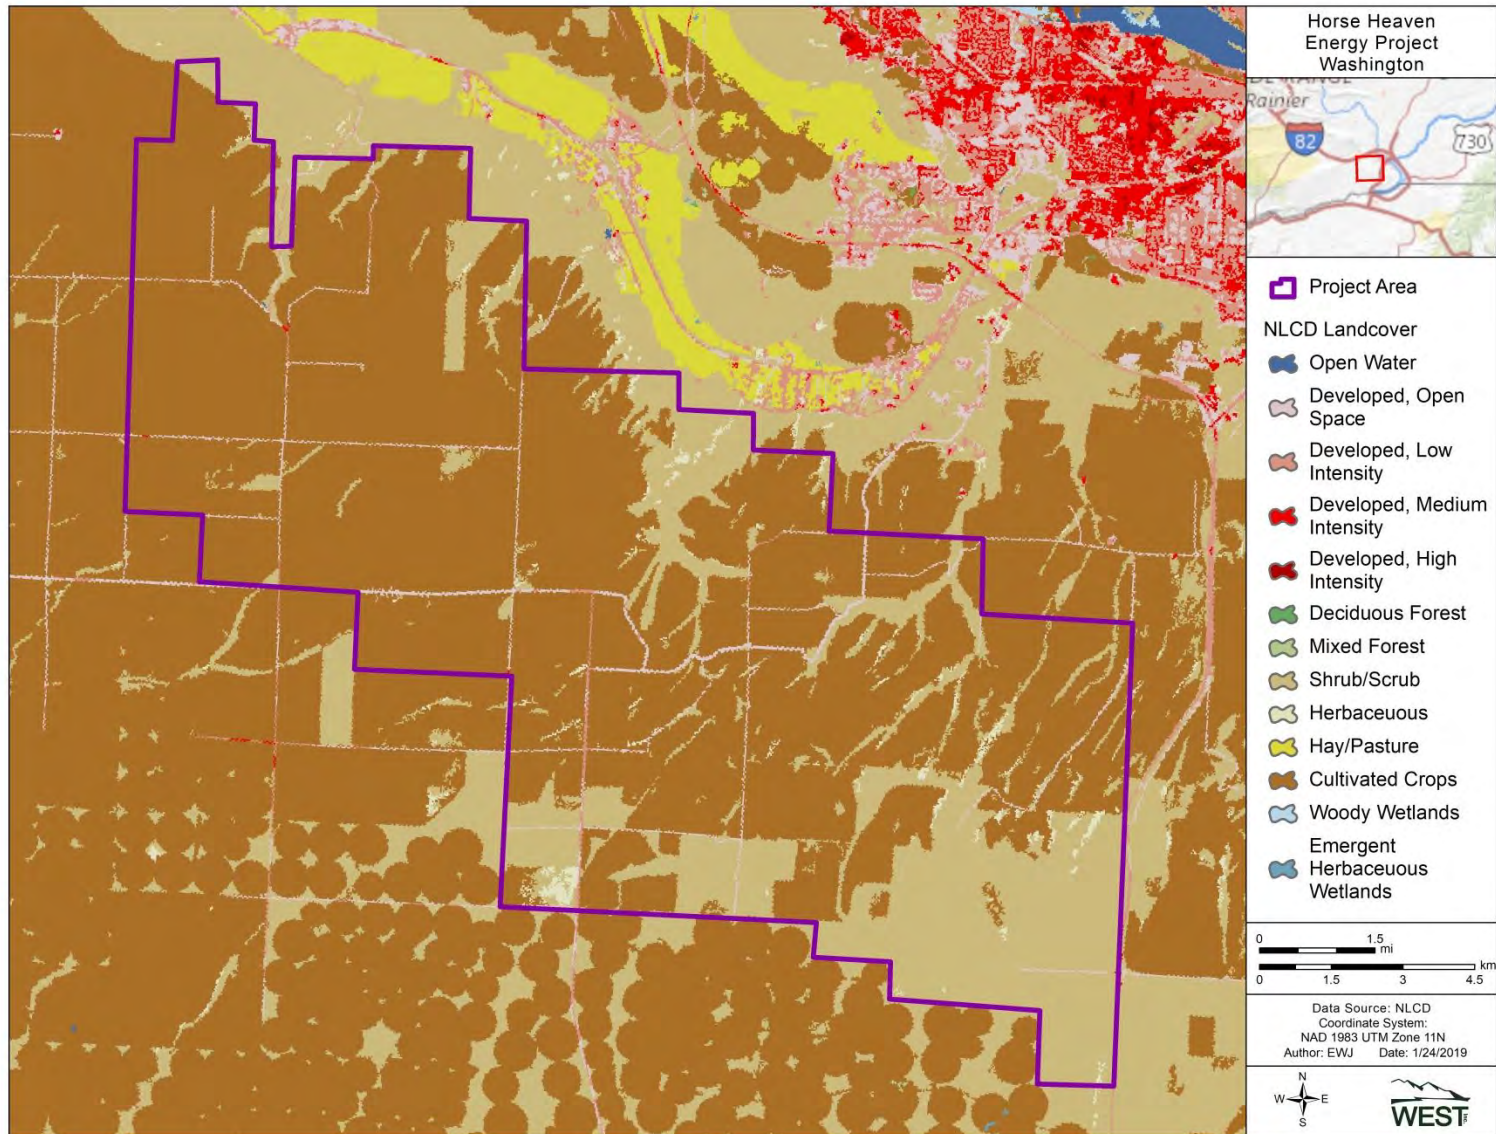 Horse Heaven
Energy Project
Washington
Rainier
82
730
Project Area
NLCD Landcover
Open Water
Developed, Open
Space
Developed, Low
Intensity
Developed, Medium
Intensity
Developed, High
Intensity
Deciduous Forest
Mixed Forest
Shrub/Scrub
Herbaceuous
Hay/Pasture
Cultivated Crops
Woody Wetlands
Emergent
Herbaceuous
Wetlands
0 1.5
mi
km
0 1.5 3 4.5
Data Source: NLCD
Coordinate System:
NAD 1983 UTM Zone 11N
Author: EWJ Date: 1/24/2019
N
W E
S
WEST Inc.